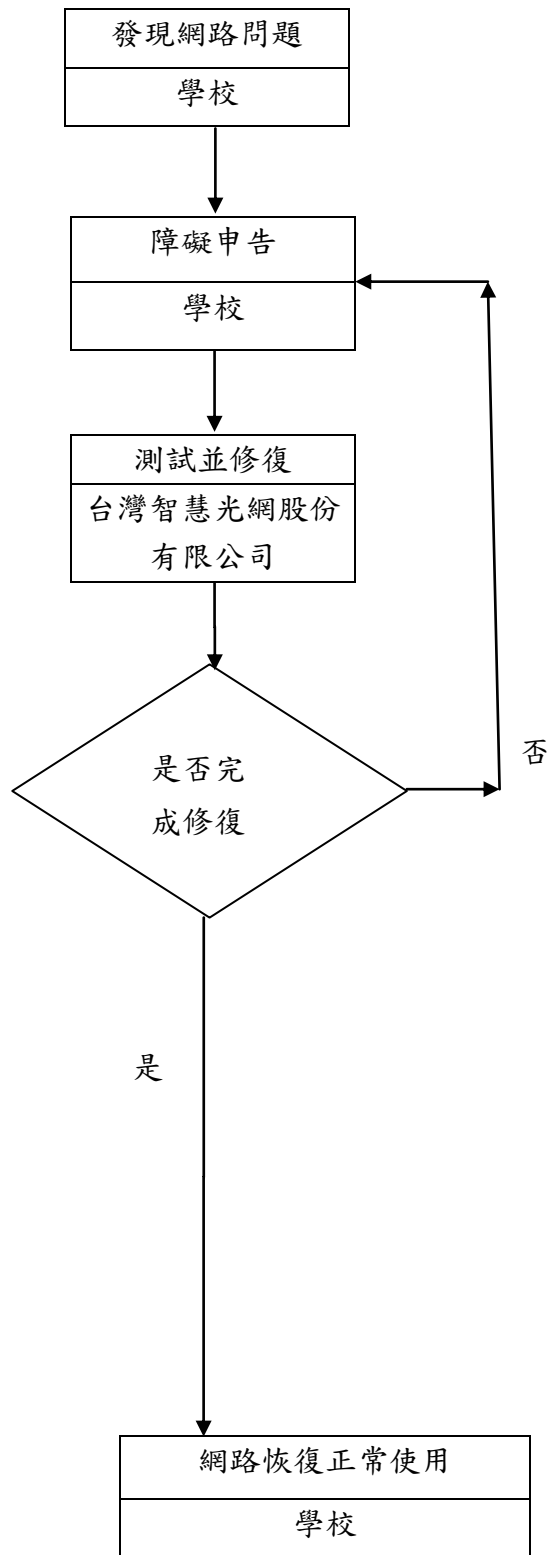 發現網路問題
學校
障礙申告
學校
測試並修復
台灣智慧光網股份
有限公司
是否完
成修復
否
是
網路恢復正常使用
學校